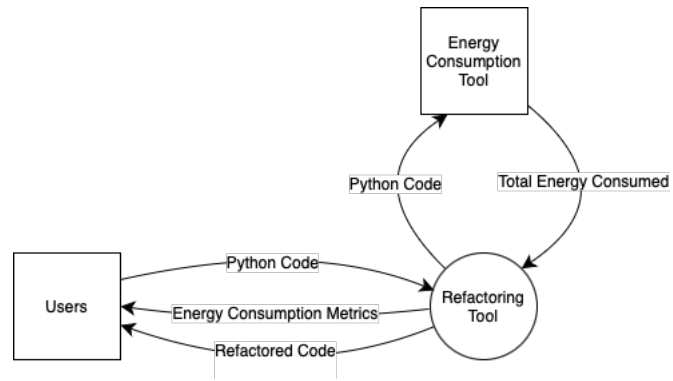 Energy
Consumption
Tool
Python Code
Total Energy Consumed
Python Code
Users
Energy Consumption Metrics
Refactoring
Tool
Refactored Code